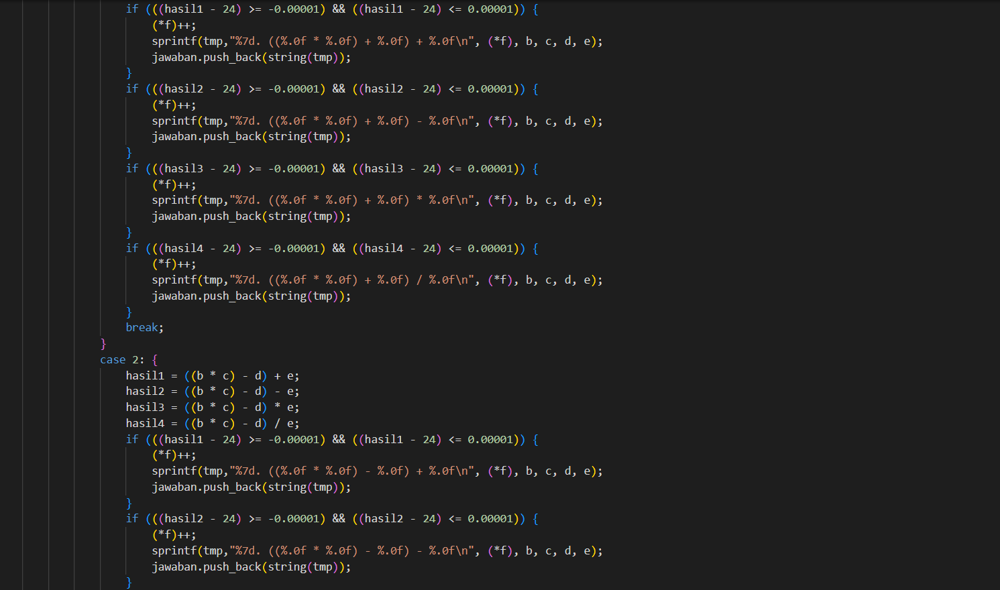 if (((hasil1 - 24) >= -0.00001) && ((hasil1 - 24) <= 0.00001)) {
(*f)++;
sprintf(tmp,"%7d. ((%.0f * %.0f) + %.0f) + %.0f\n", (*f), b, c, d, e);
jawaban.push_back(string(tmp));
}
if (((hasil2 - 24) >= -0.00001) && ((hasil2 - 24) <= 0.00001)) {
(*f)++;
sprintf(tmp,"%7d. ((%.0f * %.0f) + %.0f) - %.0f\n", (*f), b, c, d, e);
jawaban.push_back(string(tmp));
}
if (((hasil3 - 24) >= -0.00001) && ((hasil3 - 24) <= 0.00001)) {
(*f)++;
sprintf(tmp,"%7d. ((%.0f * %.0f) + %.0f) * %.0f\n", (*f), b, c, d, e);
jawaban.push_back(string(tmp));
}
if (((hasil4 - 24) >= -0.00001) && ((hasil4 - 24) <= 0.00001)) {
(*f)++;
sprintf(tmp,"%7d. ((%.0f * %.0f) + %.0f) / %.0f\n", (*f), b, c, d, e);
jawaban.push_back(string(tmp));
}
break;
}
case 2: {
hasil1 = ((b * c) - d) + e;
hasil2 = ((b * c) - d) - e;
hasil3 = ((b * c) - d) * e;
hasil4 = ((b * c) - d) / e;
if (((hasil1 - 24) >= -0.00001) && ((hasil1 - 24) <= 0.00001)) {
(*f)++;
sprintf(tmp,"%7d. ((%.0f * %.0f) - %.0f) + %.0f\n", (*f), b, c, d, e);
jawaban.push_back(string(tmp));
}
if (((hasil2 - 24) >= -0.00001) && ((hasil2 - 24) <= 0.00001)) {
(*f)++;
sprintf(tmp,"%7d. ((%.0f * %.0f) - %.0f) - %.0f\n", (*f), b, c, d, e);
jawaban.push_back(string(tmp));
}